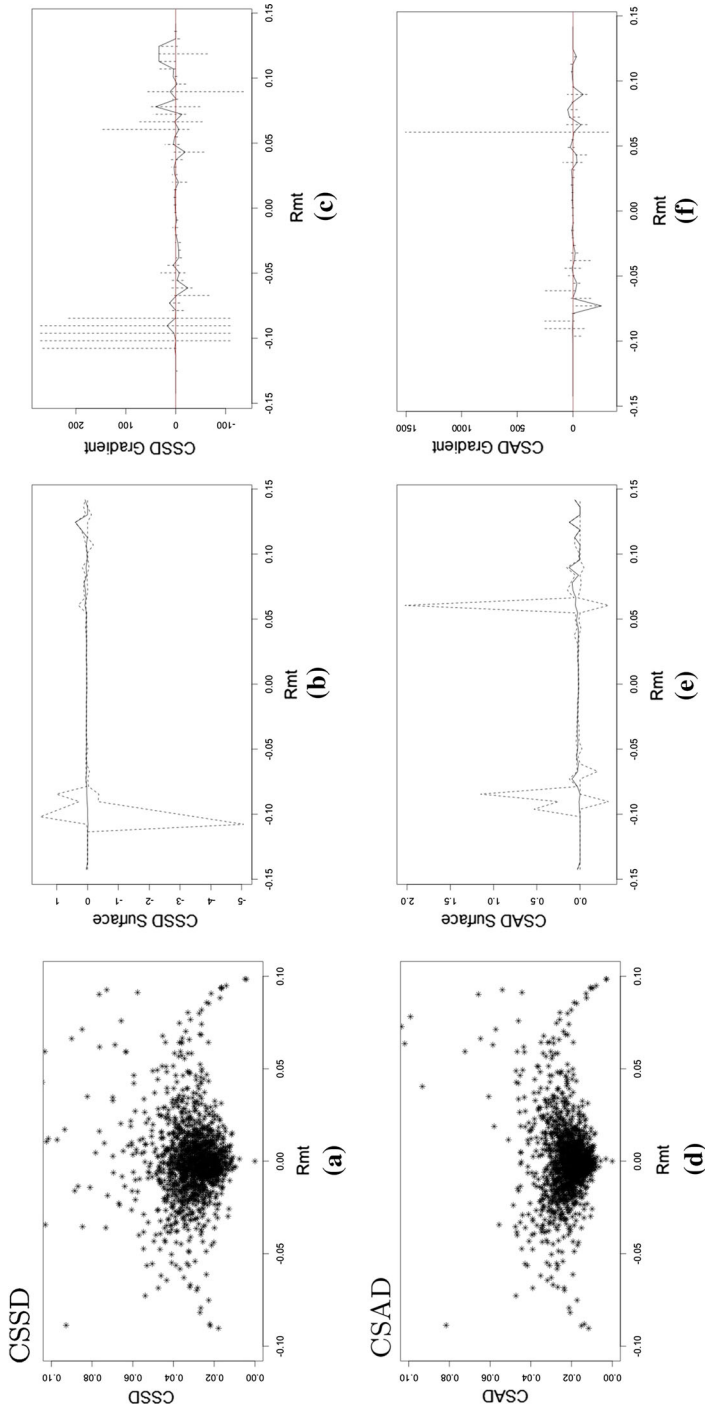 CSSD
CSSD
0.10
0.08
0.06
0.04
0.02
0.00
-0.10 -0.05 0.00 0.05 0.10
Rmt
(a)
CSSD Surface
1
0
-1
-2
-3
-4
-5
-0.15 -0.10 -0.05 0.00 0.05 0.10 0.15
Rmt
(b)
CSSD Gradient
200
100
0
-100
-0.15 -0.10 -0.05 0.00 0.05 0.10 0.15
Rmt
(c)
CSAD
CSAD
0.10
0.08
0.06
0.04
0.02
0.00
-0.10 -0.05 0.00 0.05 0.10
Rmt
(d)
CSAD Surface
2.0
1.5
1.0
0.5
0.0
-0.15 -0.10 -0.05 0.00 0.05 0.10 0.15
Rmt
(e)
CSAD Gradient
1500
1000
500
0
-0.15 -0.10 -0.05 0.00 0.05 0.10 0.15
Rmt
(f)